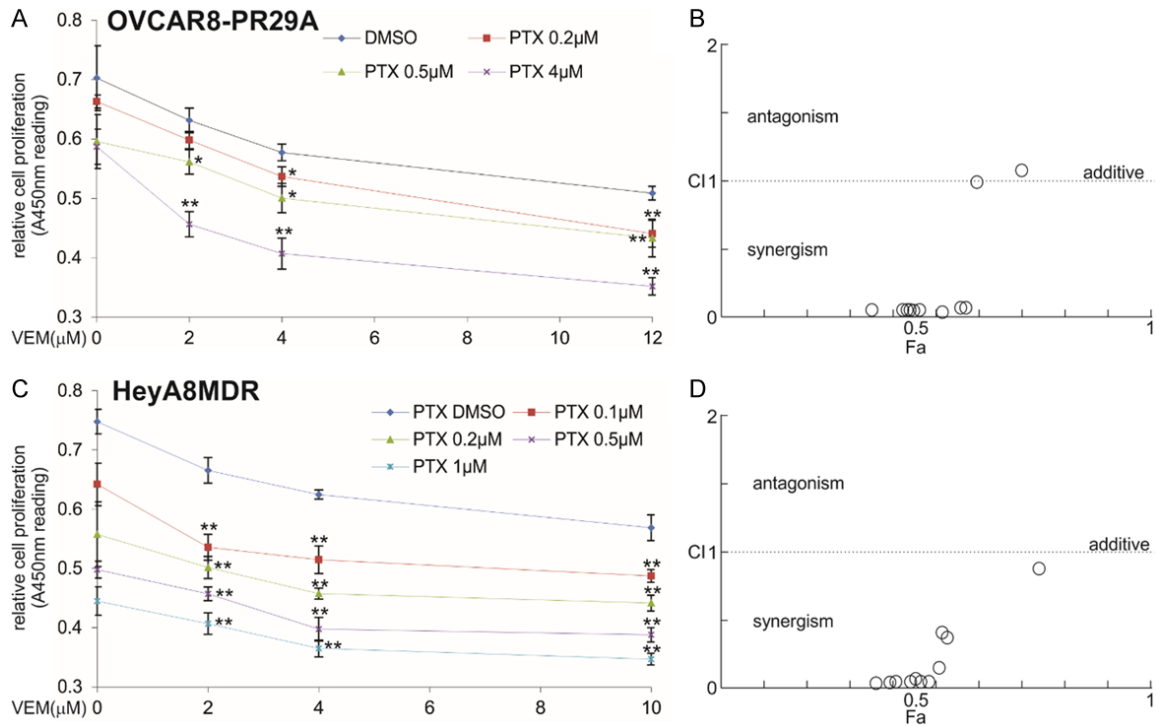 A
OVCAR8-PR29A
DMSO
PTX 0.2μM
PTX 0.5μM
PTX 4μM
relative cell proliferation
(A450nm reading)
0.8
0.7
0.6
0.5
0.4
0.3
*
*
*
**
**
**
**
**
VEM(μM)
0
2
4
6
8
10
12
B
2
antagonism
CI1
additive
synergism
0
0.5
1
Fa
C
HeyA8MDR
PTX DMSO
PTX 0.1μM
PTX 0.2μM
PTX 0.5μM
PTX 1μM
relative cell proliferation
(A450nm reading)
0.8
0.7
0.6
0.5
0.4
0.3
**
**
**
**
**
**
**
**
**
**
**
**
VEM(μM)
0
2
4
6
8
10
D
2
antagonism
CI1
additive
synergism
0
0.5
1
Fa